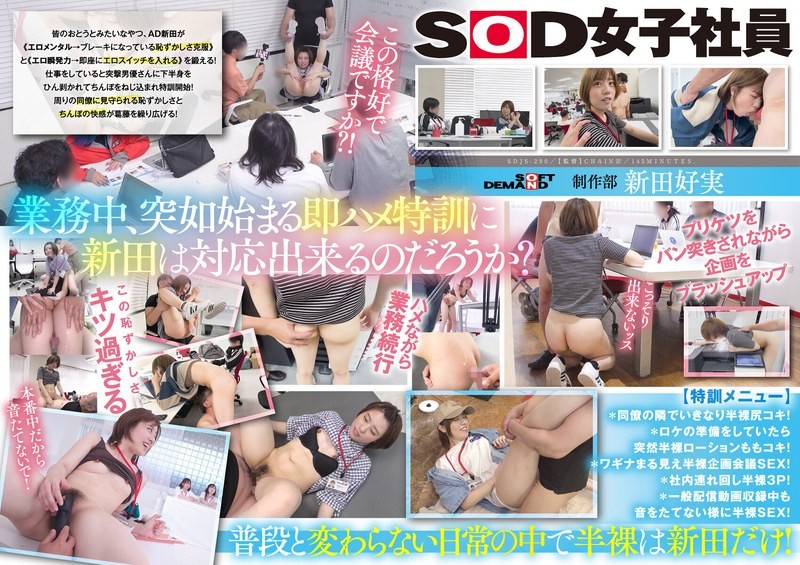 皆のおとうとみたいなやつ、AD新田が
《エロメンタル→ブレーキになっている恥ずかしさ克服》
と《エロ瞬発力→即座にエロスイッチを入れる》を鍛える!
仕事をしていると突撃男優さんに下半身を
ひん剥かれてちんぽをねじ込まれ特訓開始!
周りの同僚に見守られる恥ずかしさと
ちんぽの快感が葛藤を繰り広げる!
この格好で
会議ですか?!
SOD女子社員
SDJS-290/【監督】CHAIN宮/145MINUTES.
SOFT ON DEMAND
制作部 新田好実
業務中、突如始まる即ハメ特訓に
新田は対応出来るのだろうか?
プリケツを
パン突きされながら
企画を
ブラッシュアップ
こっそり
出来ないッス
この恥ずかしさ
キツ過ぎる
ハメながら
業務続行
本番中だから
音たてないで!
【特訓メニュー】
*同僚の隣でいきなり半裸尻コキ!
*ロケの準備をしていたら
突然半裸ローションももコキ!
*ワギナまる見え半裸企画会議SEX!
*社内連れ回し半裸3P!
*一般配信動画収録中も
音をたてない様に半裸SEX!
普段と変わらない日常の中で半裸は新田だけ!